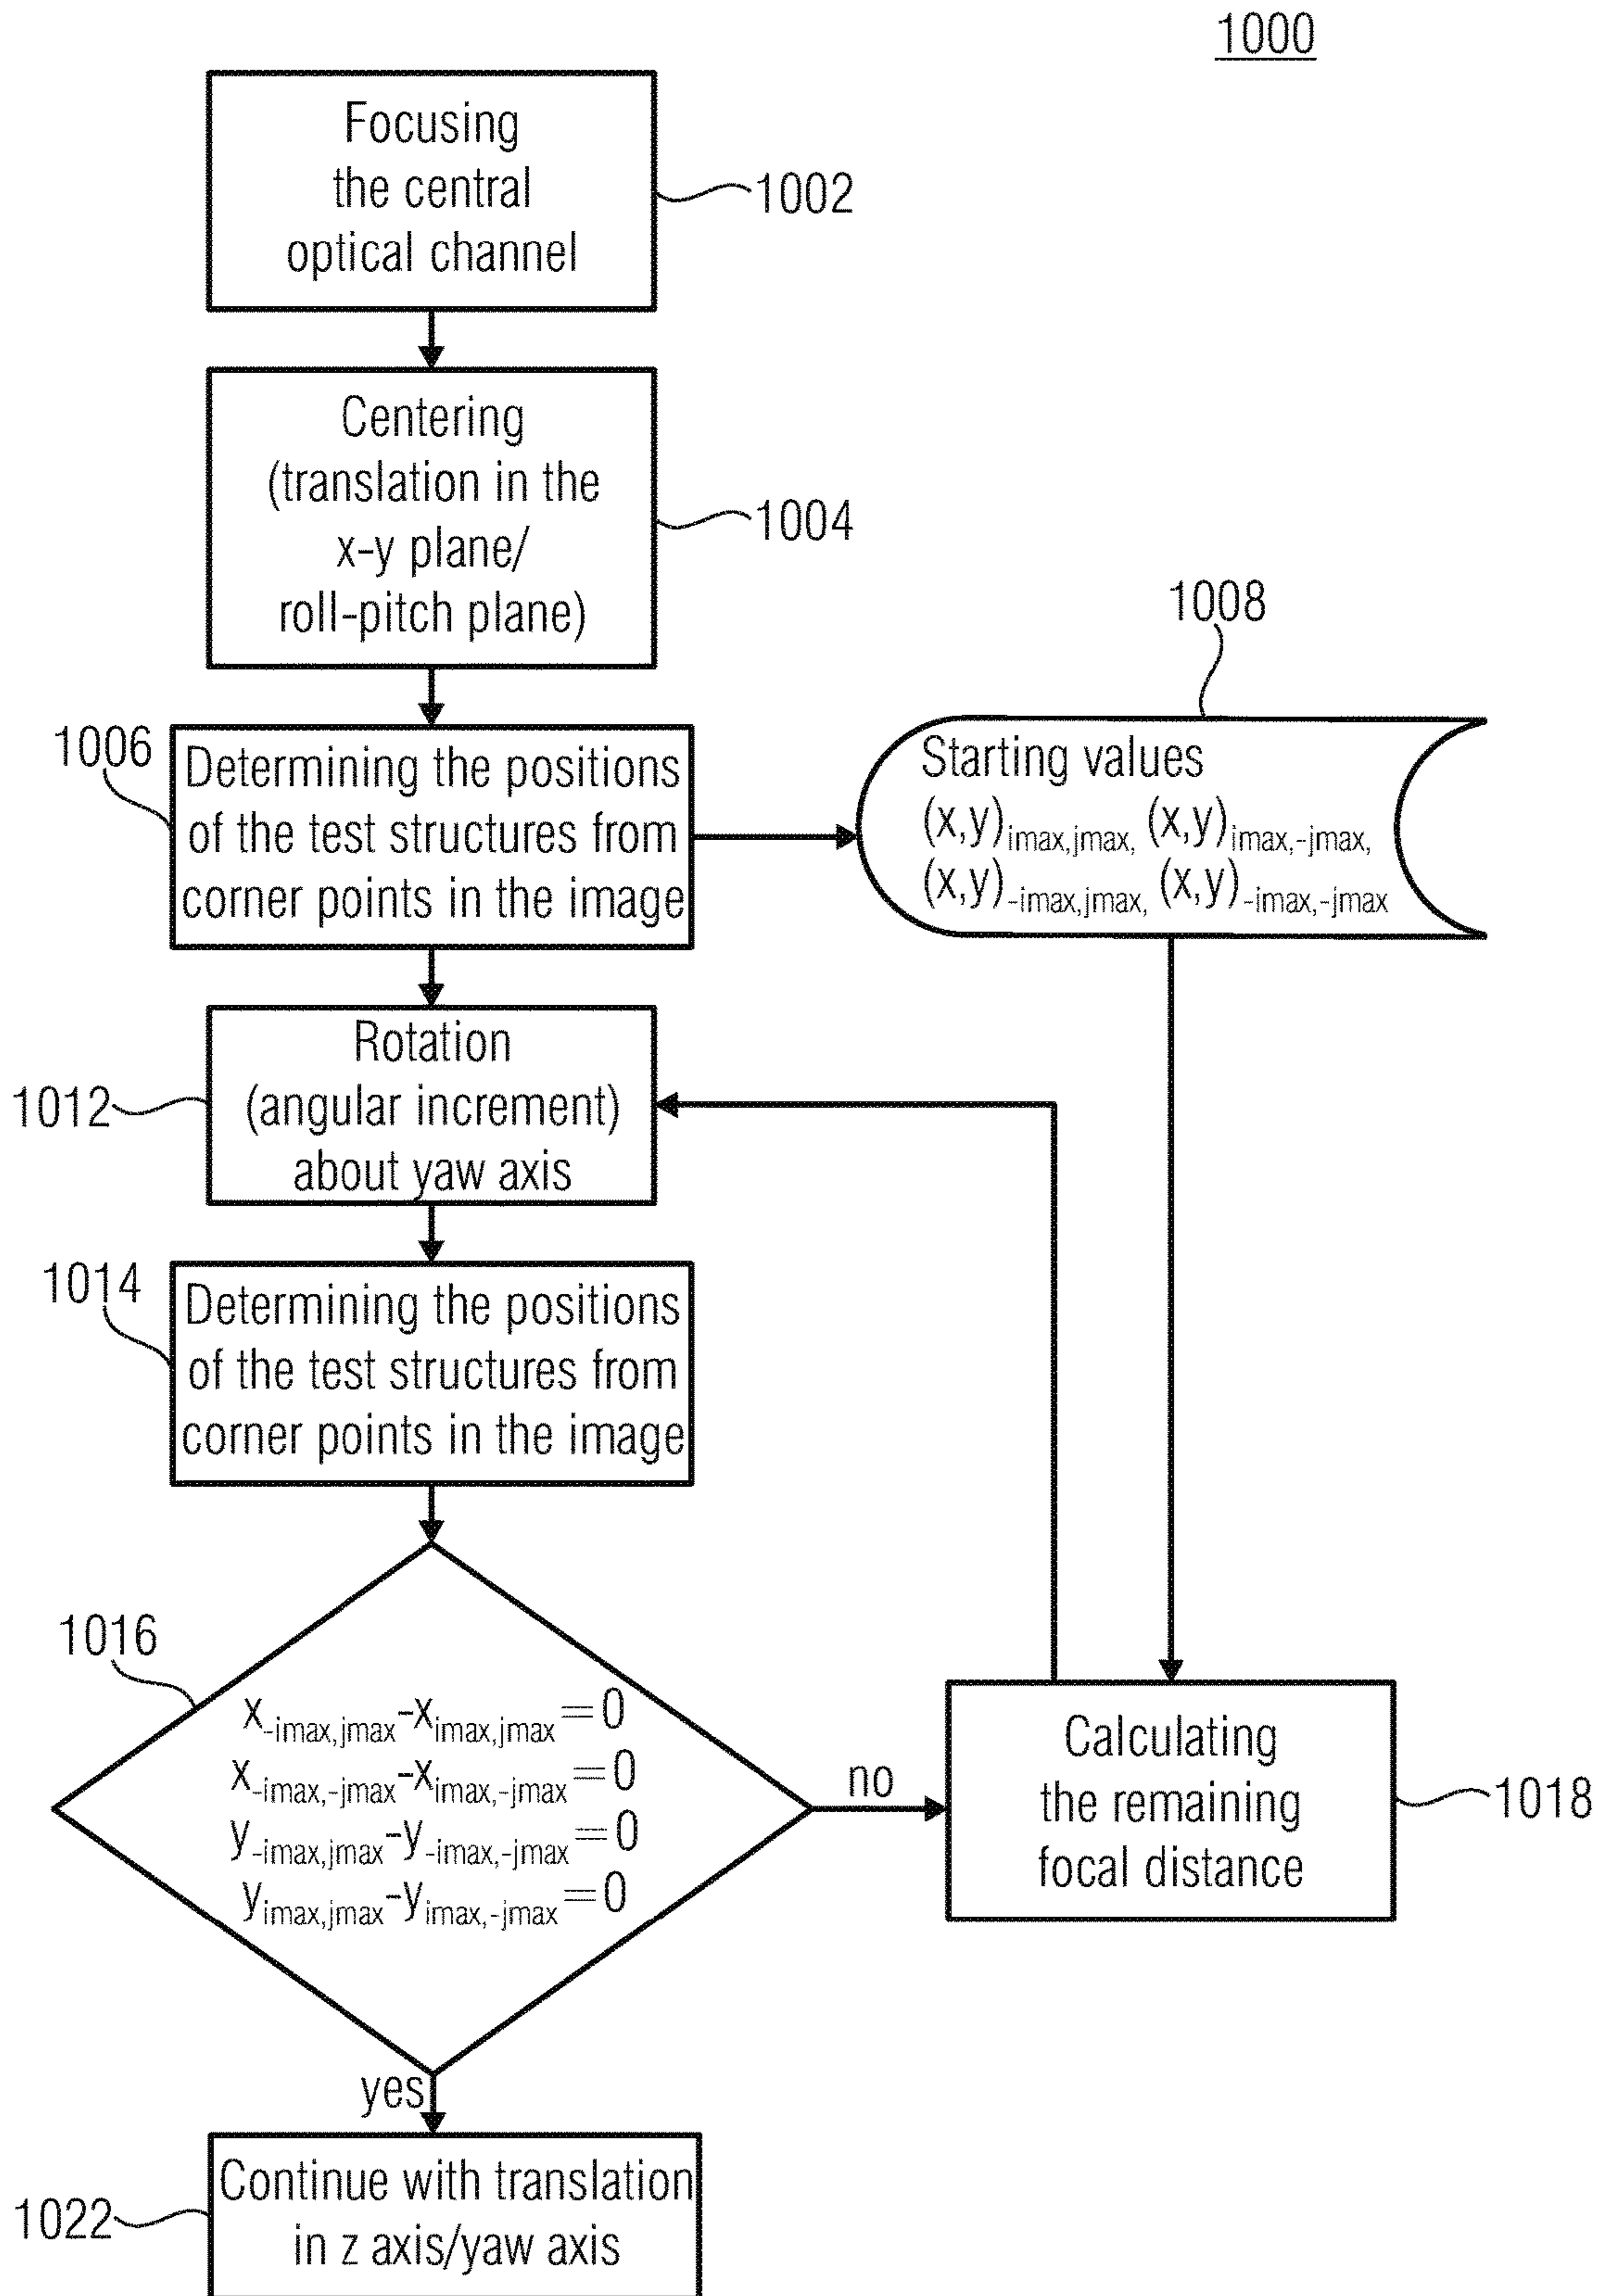 1000
Focusing
the central
optical channel
1002
Centering
(translation in the
x-y plane/
roll-pitch plane)
1004
1006
Determining the positions
of the test structures from
corner points in the image
1008
Starting values
(x,y)imax,jmax, (x,y)imax,-jmax,
(x,y)-imax,jmax, (x,y)-imax,-jmax
1012
Rotation
(angular increment)
about yaw axis
1014
Determining the positions
of the test structures from
corner points in the image
1016
x-imax,jmax-ximax,jmax=0
x-imax,-jmax-ximax,-jmax=0
y-imax,jmax-y-imax,-jmax=0
yimax,jmax-yimax,-jmax=0
no
Calculating
the remaining
focal distance
1018
yes
1022
Continue with translation
in z axis/yaw axis